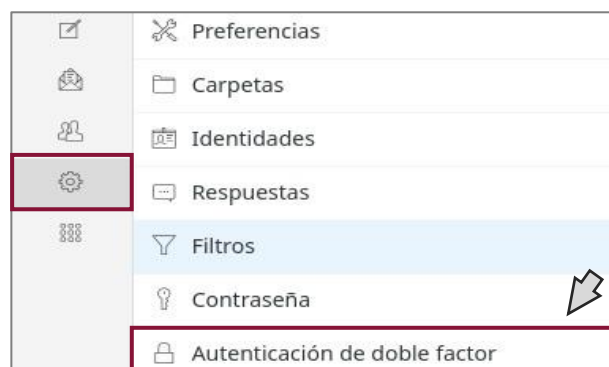 Preferencias
Carpetas
Identidades
Respuestas
Filtros
Contraseña
Autenticación de doble factor